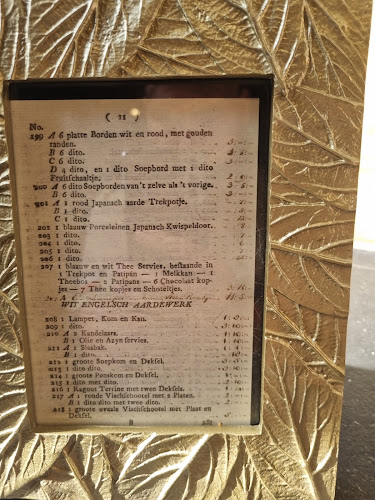 ( 11 )
No.
199 A 6 platte Borden wit en rood, met gouden
randen.
B 6 dito.
C 6 dito.
D 4 dito, en 1 dito Soepbord met 1 dito
Fruitschaaltje.
200 A 6 dito Soepborden van't zelve als 't vorige.
B 6 dito.
201 A 1 rood Japansch aarde Trekpotje.
B 1 dito.
C 1 dito.
202 1 blaauw Porceleinen Japansch Kwispeldoor.
203 1 dito.
204 1 dito.
205 1 dito.
206 1 dito.
207 1 blaauw en wit Thee Servies, bestaande in
1 Trekpot en Patipan — 1 Melkkan — 1
Theebos — 2 Patipans — 6 Chocolaat kop-
jes — 7 Thee kopjes en Schoteltjes.
WIT ENGELSCH AARDEWERK
208 1 Lampet, Kom en Kan.
209 1 dito.
210 A 2 Kandelaars.
B 1 Olie en Azyn servies.
211 A 1 Slabak.
B 1 dito.
212 1 groote Soepkom en Deksel.
213 1 dito dito.
214 1 groote Ponskom en Deksel.
215 1 dito met dito.
216 1 Ragout Terrine met twee Deksels.
217 A 1 ronde Vischschotel met 2 Platen.
B 1 dito dito met twee dito.
218 1 groote ovaale Vischschotel met Plaat en
Deksel.
B